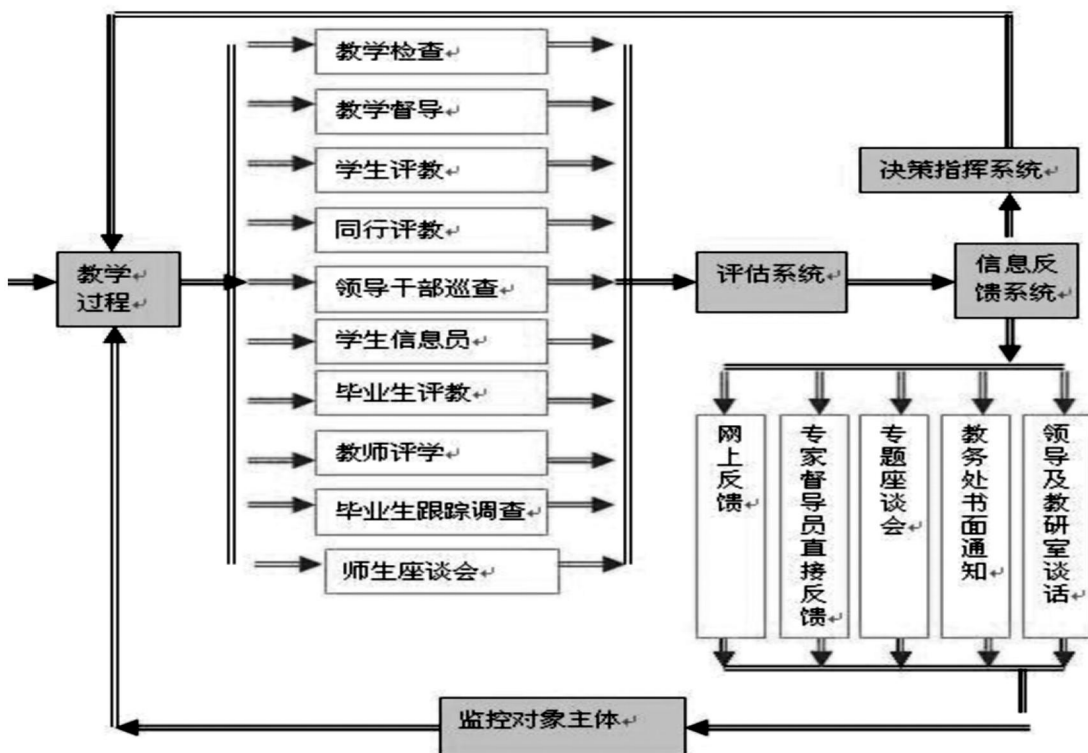 教学检查
教学督导
学生评教
决策指挥系统
同行评教
教学
过程
领导干部巡查
评估系统
信息反
馈系统
学生信息员
毕业生评教
教师评学
毕业生跟踪调查
师生座谈会
网上反馈
专家督导员直接反馈
专题座谈会
教务处书面通知
领导及教研室谈话
监控对象主体